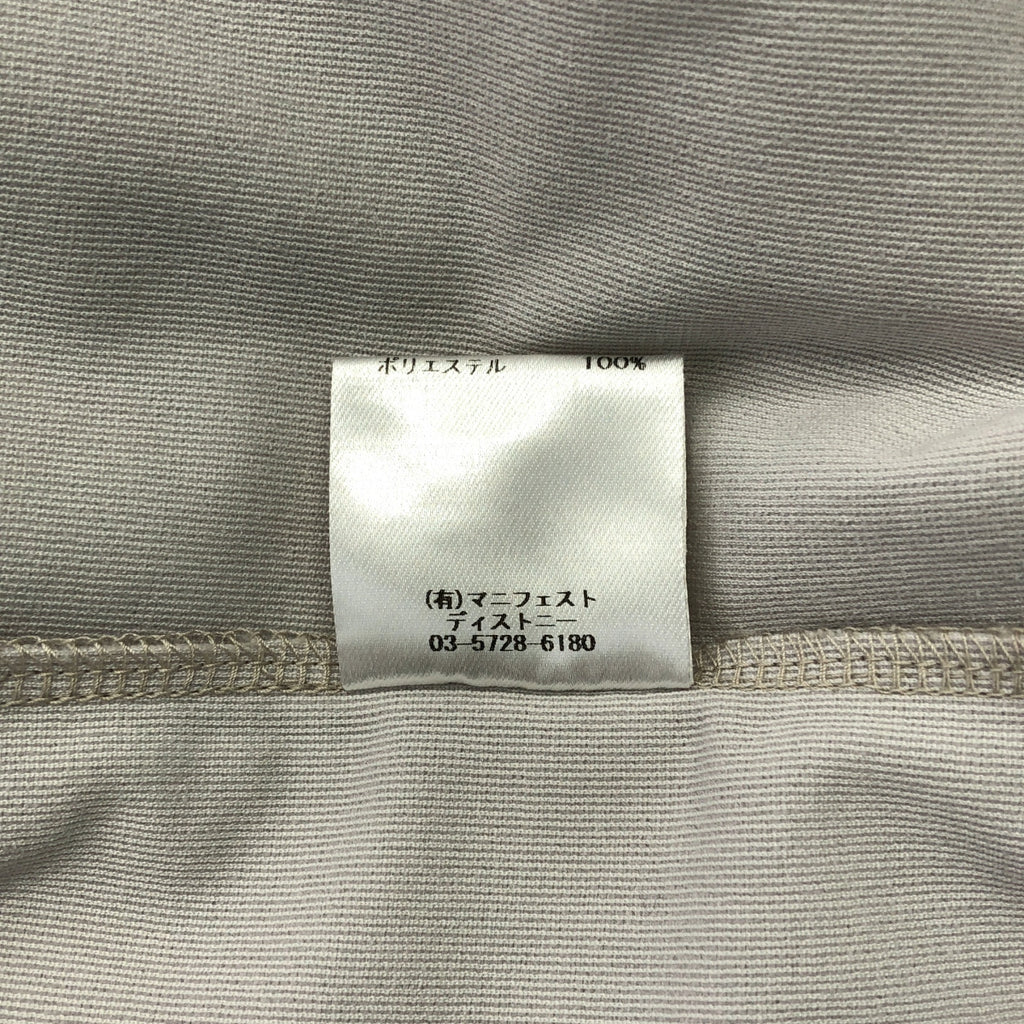 ポリエステル 100%
(有)マニフェスト
ディストニー
03-5728-6180